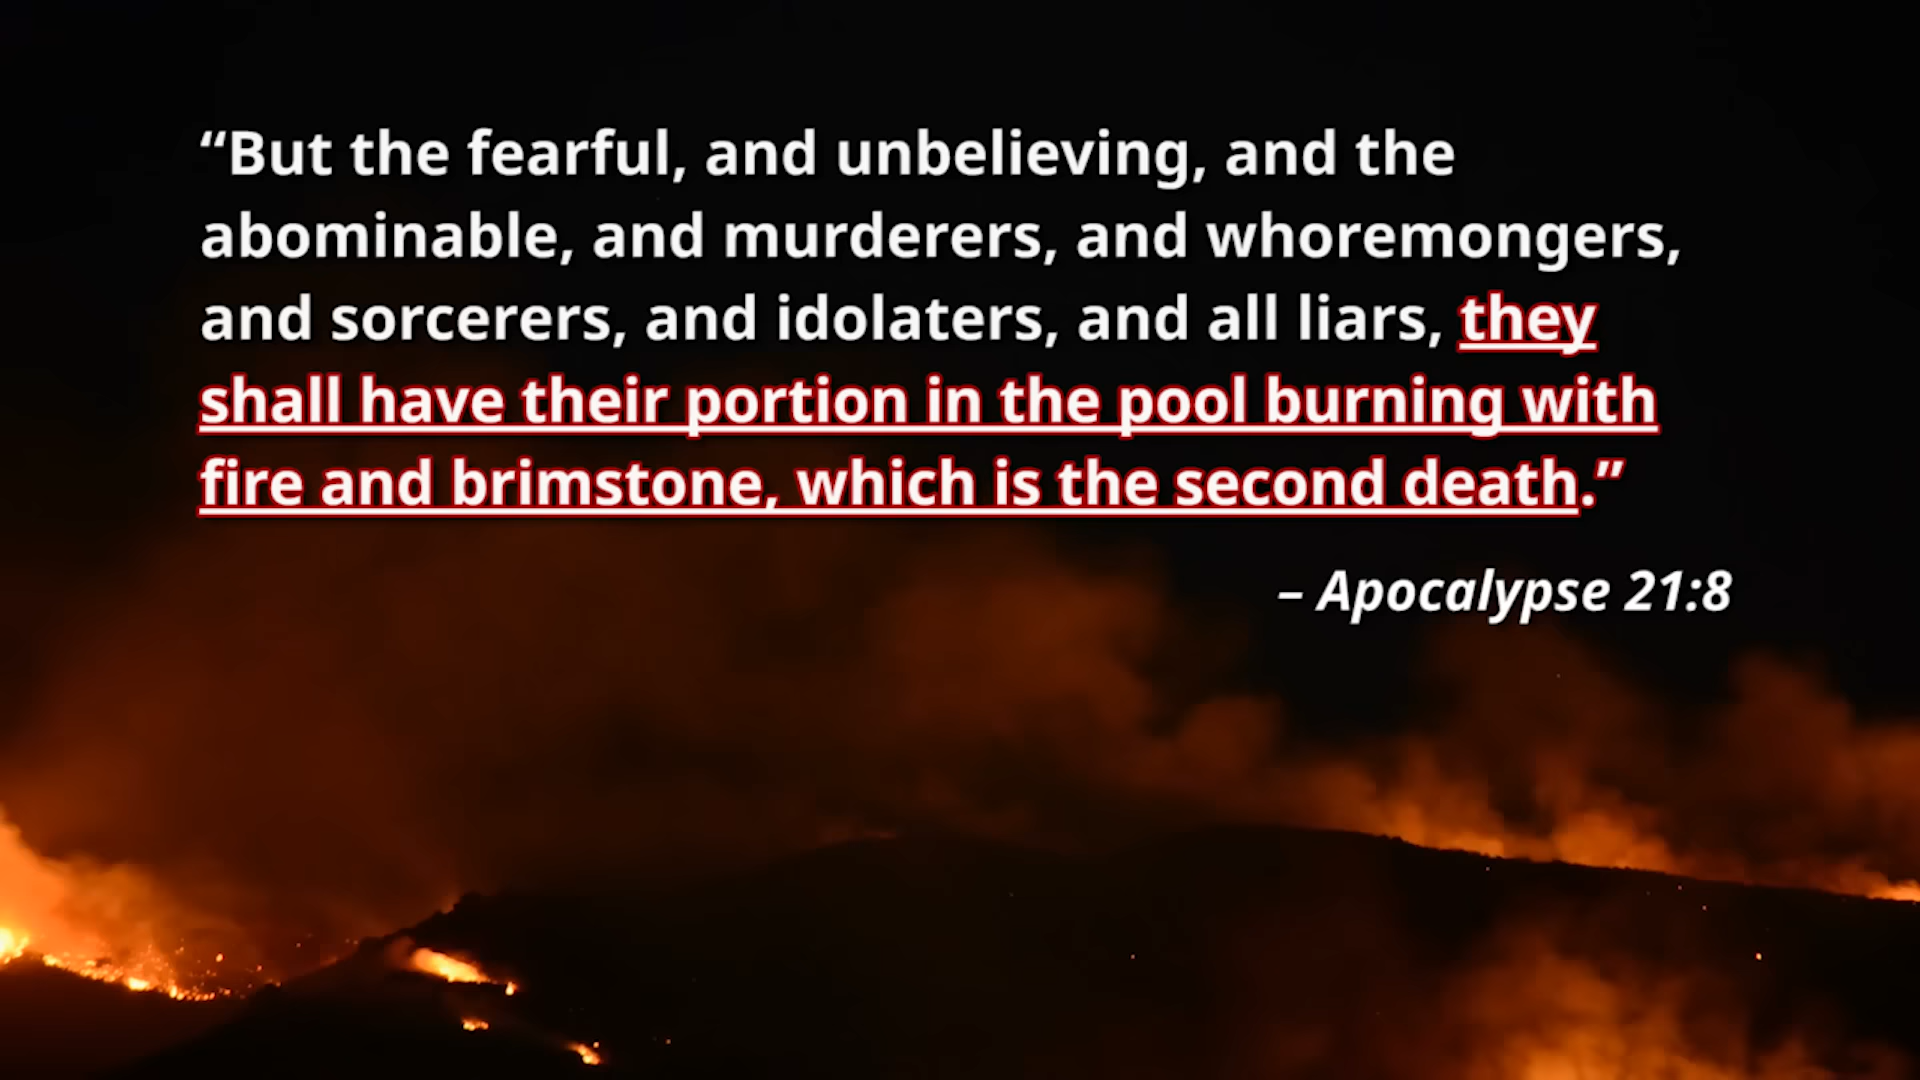 “But the fearful, and unbelieving, and the
abominable, and murderers, and whoremongers,
and sorcerers, and idolaters, and all liars, they
shall have their portion in the pool burning with
fire and brimstone, which is the second death.”
– Apocalypse 21:8